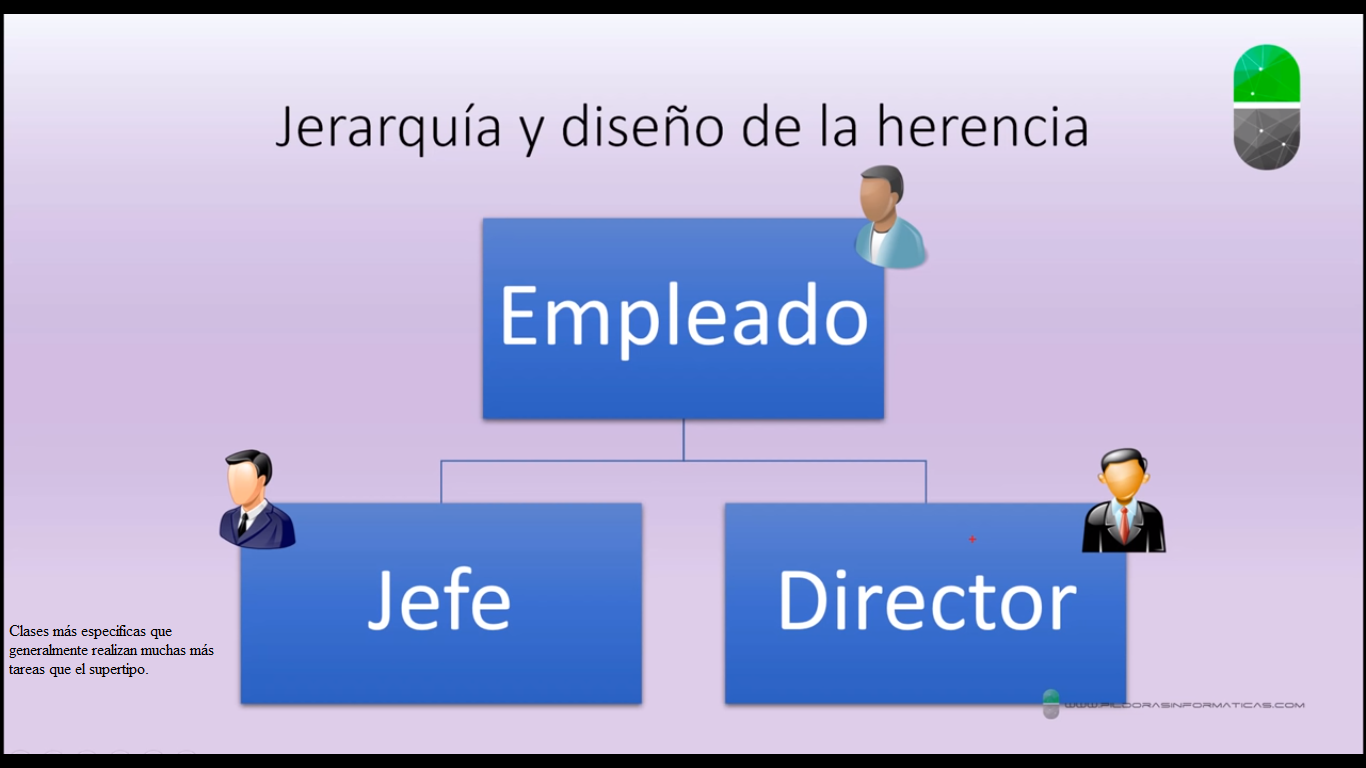 Jerarquía y diseño de la herencia
Empleado
Jefe
Director
Clases más especificas que
generalmente realizan muchas más
tareas que el supertipo.
WWW.PILDORASINFORMATICAS.COM